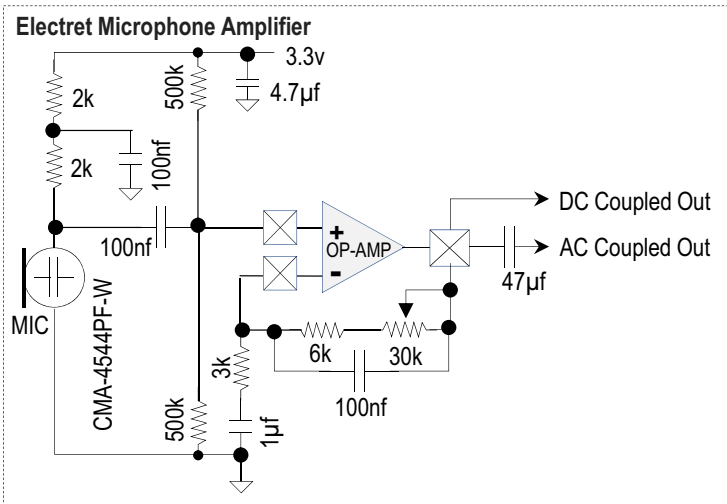 Electret Microphone Amplifier
3.3v
500k
4.7µf
2k
100nf
2k
100nf
DC Coupled Out
+
OP-AMP
-
AC Coupled Out
47µf
MIC
CMA-4544PF-W
3k
6k
30k
100nf
500k
1µf